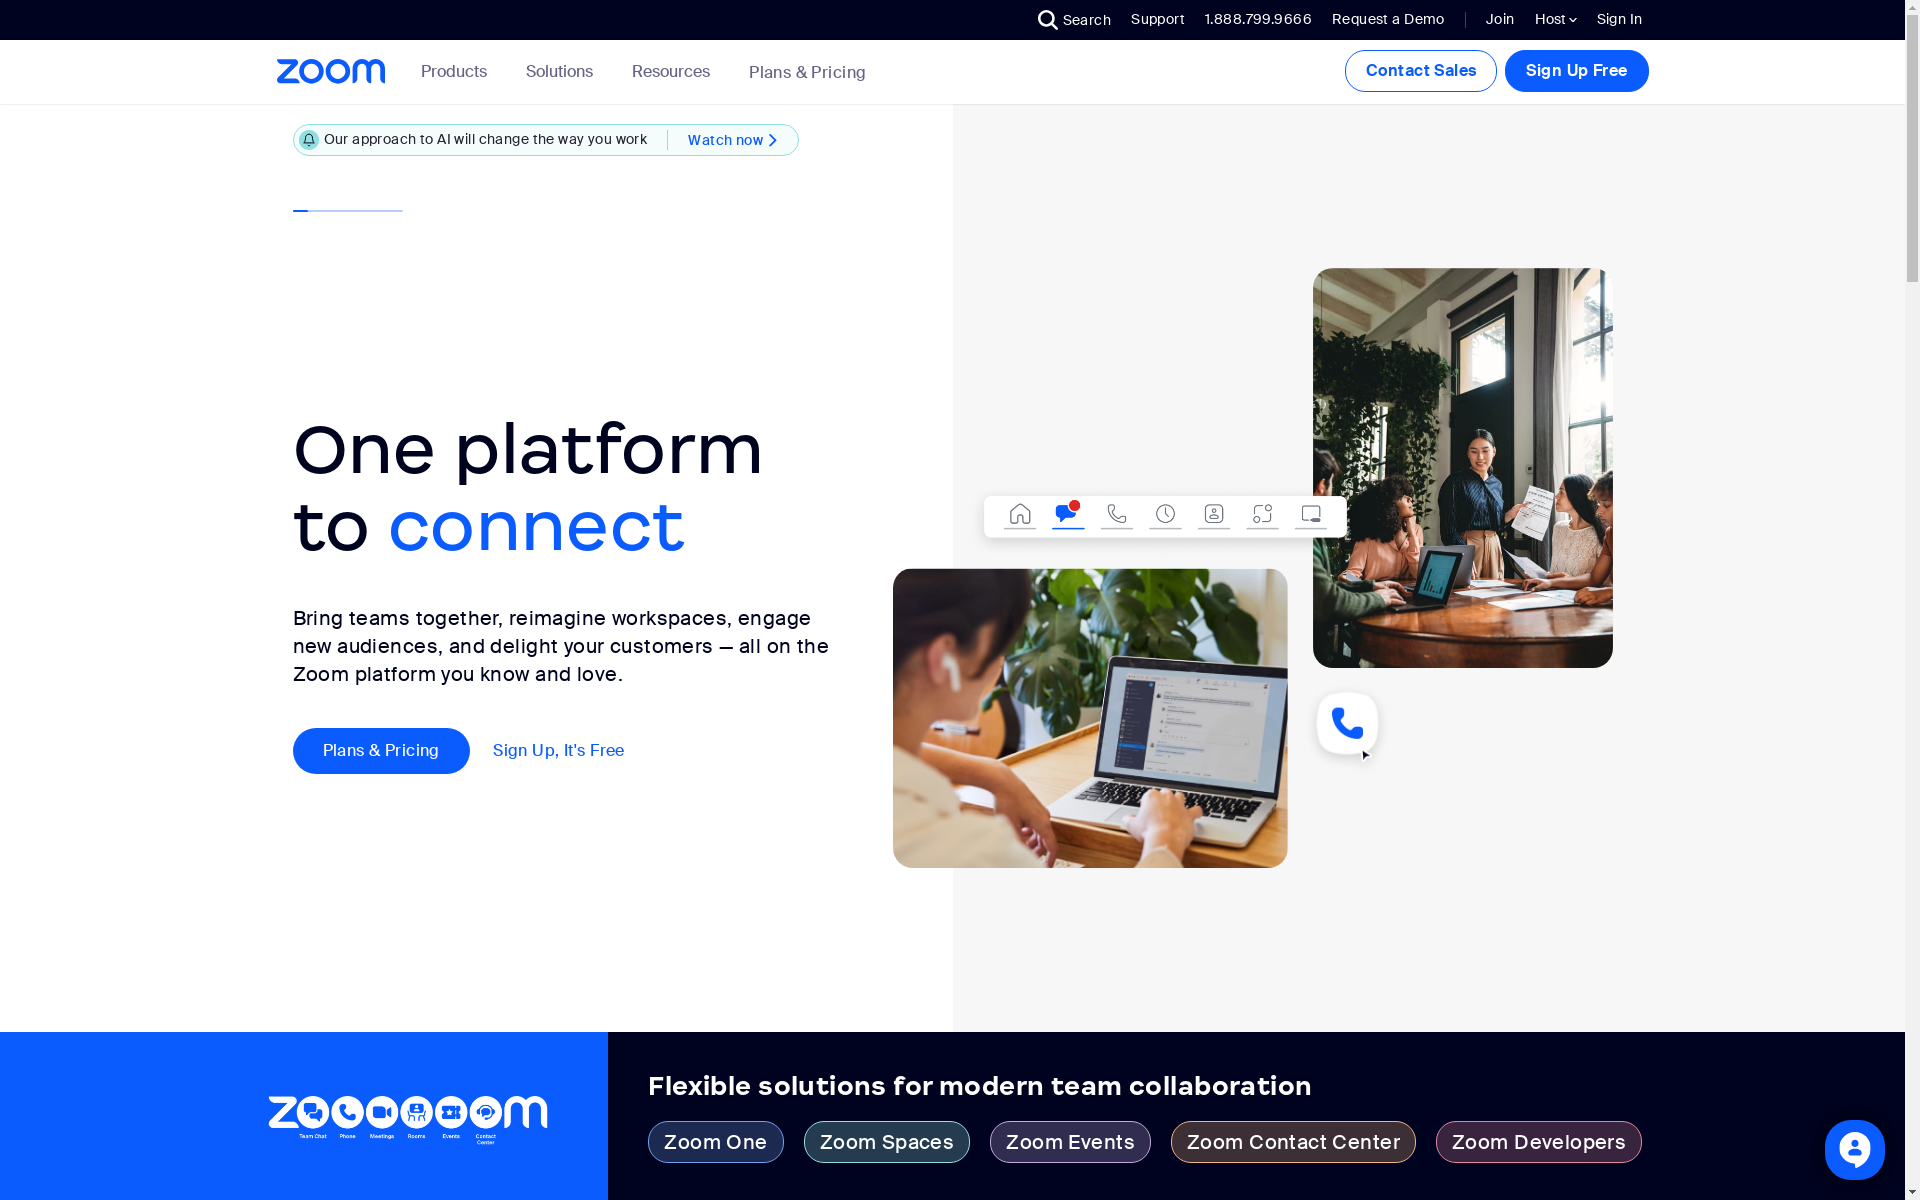 Search Support 1.888.799.9666 Request a Demo Join Host Sign In
zoom Products Solutions Resources Plans & Pricing Contact Sales Sign Up Free
Our approach to AI will change the way you work Watch now
One platform
to connect
Bring teams together, reimagine workspaces, engage
new audiences, and delight your customers — all on the
Zoom platform you know and love.
Plans & Pricing Sign Up, It's Free
Flexible solutions for modern team collaboration
zoooooom
Team Chat Phone Meetings Rooms Events Contact Center
Zoom One Zoom Spaces Zoom Events Zoom Contact Center Zoom Developers